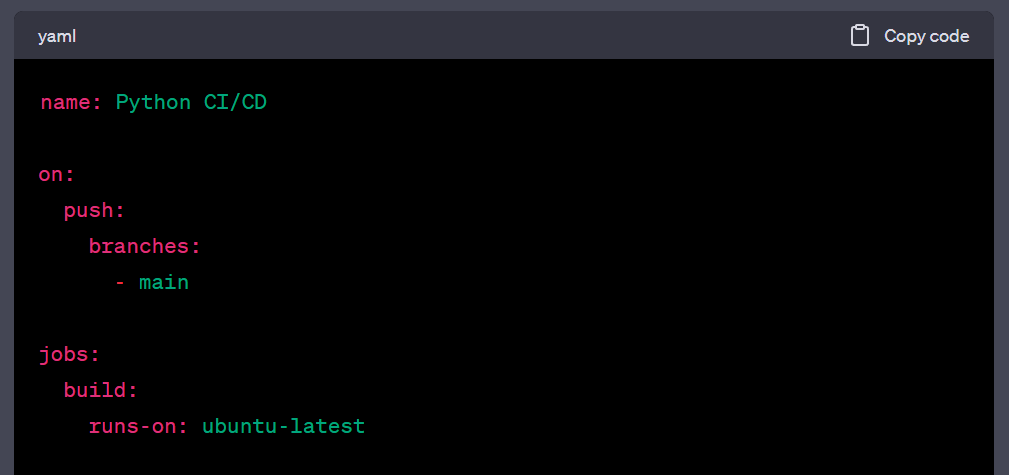 yaml
Copy code
name: Python CI/CD
on:
push:
branches:
- main
jobs:
build:
runs-on: ubuntu-latest